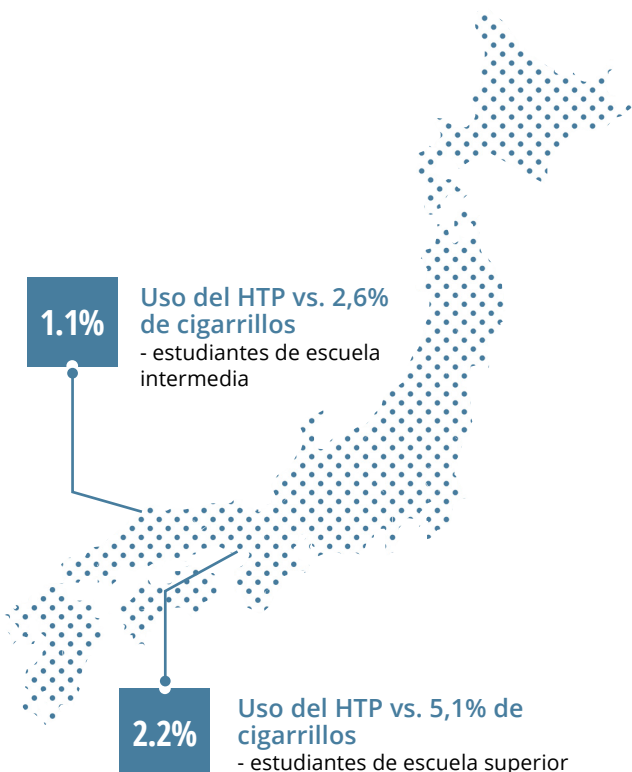 1.1%
Uso del HTP vs. 2,6%
de cigarrillos
- estudiantes de escuela
intermedia
2.2%
Uso del HTP vs. 5,1% de
cigarrillos
- estudiantes de escuela superior